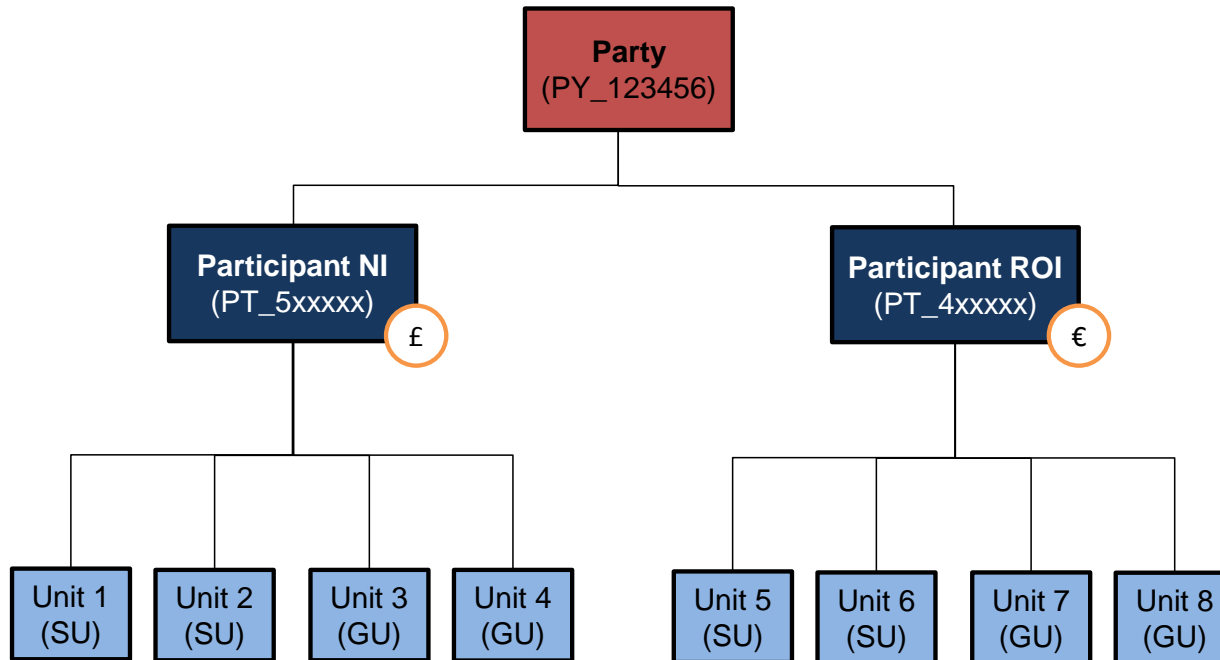 Party
(PY_123456)
Participant NI
(PT_5xxxxx)
£
Participant ROI
(PT_4xxxxx)
€
Unit 1
(SU)
Unit 2
(SU)
Unit 3
(GU)
Unit 4
(GU)
Unit 5
(SU)
Unit 6
(SU)
Unit 7
(GU)
Unit 8
(GU)